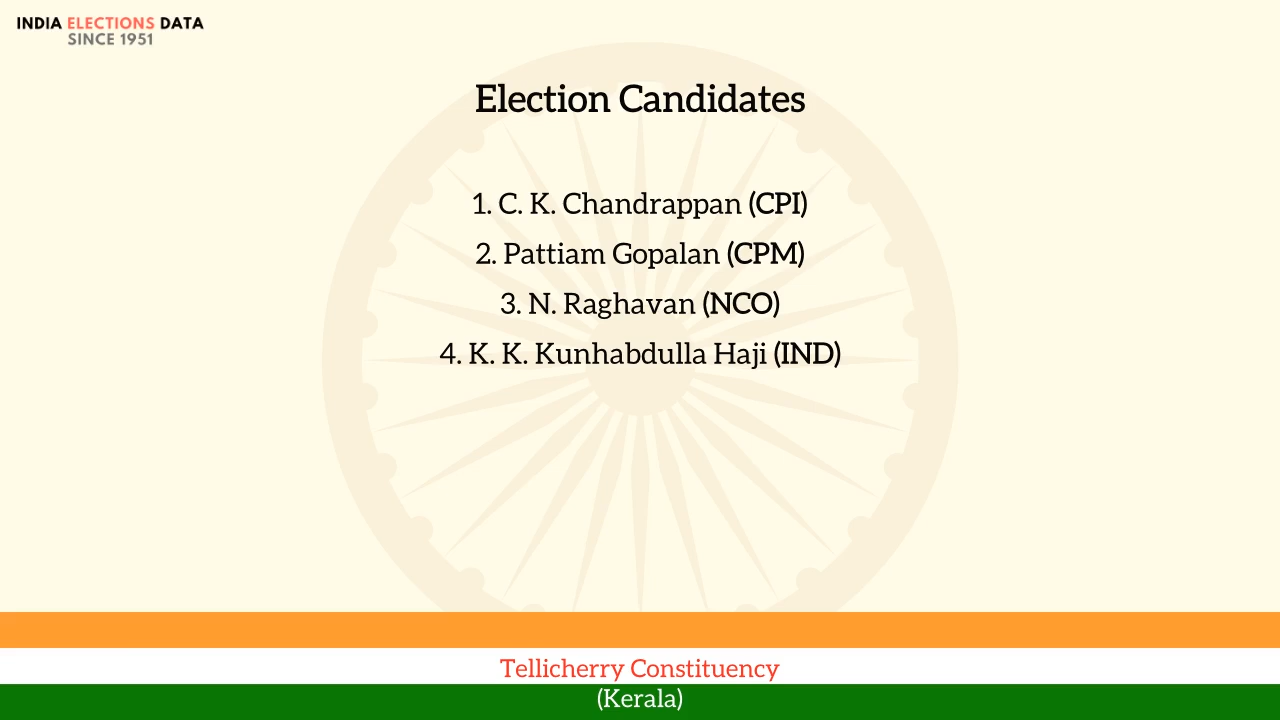 INDIA ELECTIONS DATA
SINCE 1951
Election Candidates
1. C. K. Chandrappan (CPI)
2. Pattiam Gopalan (CPM)
3. N. Raghavan (NCO)
4. K. K. Kunhabdulla Haji (IND)
Tellicherry Constituency
(Kerala)